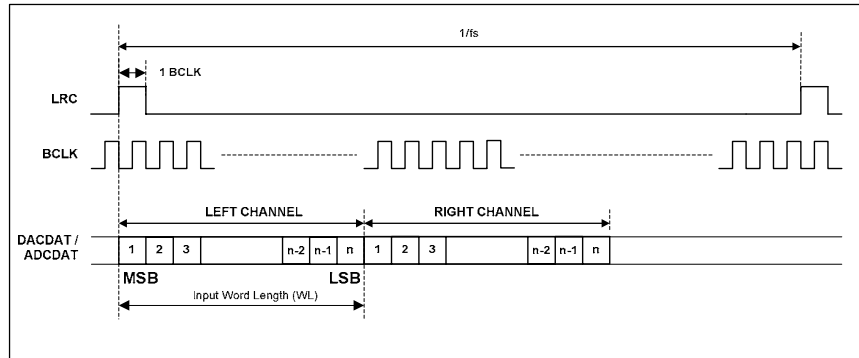 1/fs
1 BCLK
LRC
BCLK
LEFT CHANNEL RIGHT CHANNEL
DACDAT /
ADCDAT
1 2 3 n-2 n-1 n 1 2 3 n-2 n-1 n
MSB LSB
Input Word Length (WL)